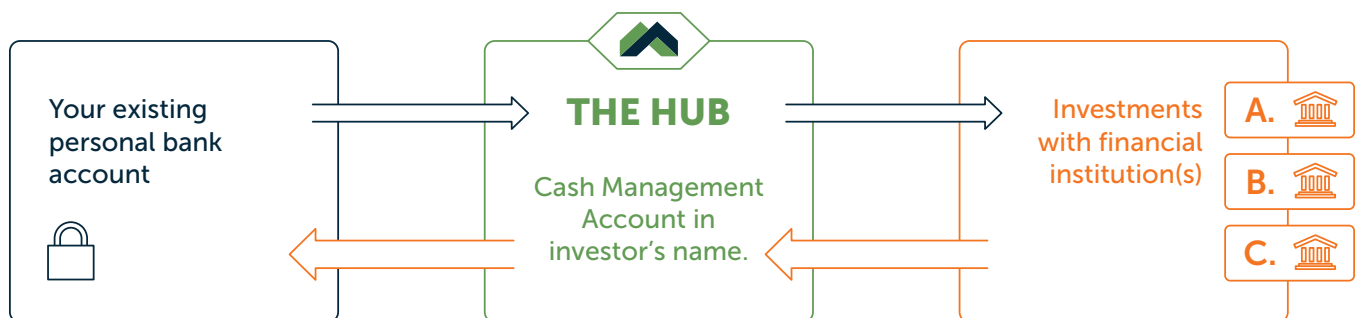 Your existing
personal bank
account
THE HUB
Cash Management
Account in
investor’s name.
Investments
with financial
institution(s)
A.
B.
C.